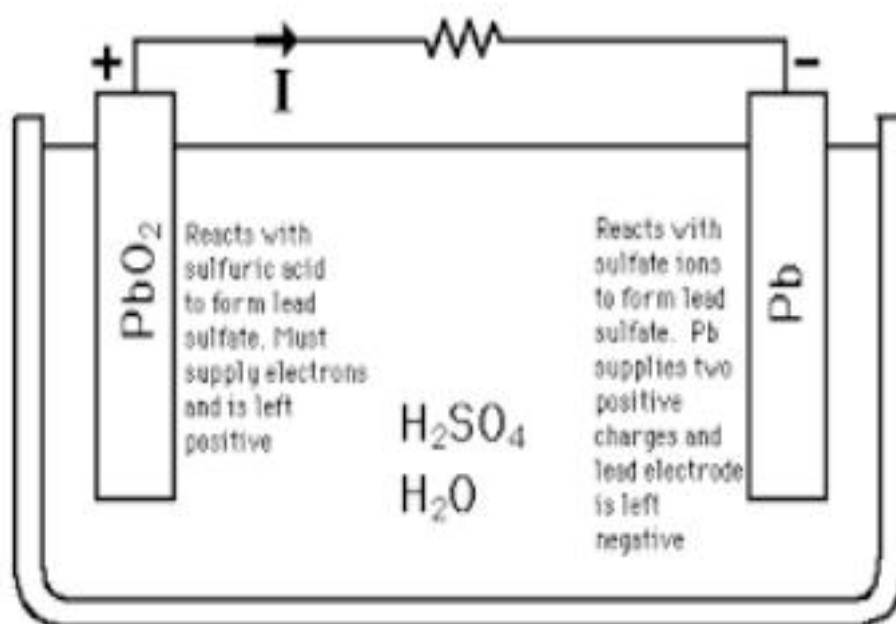 +
I
-
PbO₂
Reacts with
sulfuric acid
to form lead
sulfate. Must
supply electrons
and is left
positive
H₂SO₄
H₂O
Reacts with
sulfate ions
to form lead
sulfate. Pb
supplies two
positive
charges and
lead electrode
is left
negative
Pb